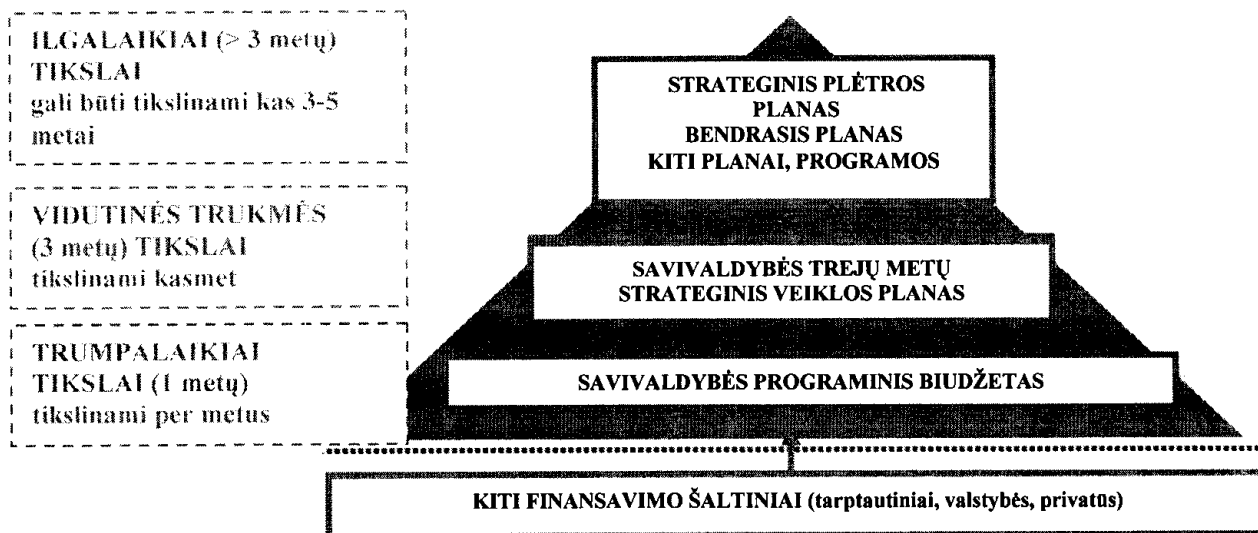 ILGALAIKIAI (> 3 metų)
TIKSLAI
gali būti tikslinami kas 3-5
metai
STRATEGINIS PLĖTROS
PLANAS
BENDRASIS PLANAS
KITI PLANAI, PROGRAMOS
VIDUTINĖS TRUKMĖS
(3 metų) TIKSLAI
tikslinami kasmet
SAVIVALDYBĖS TREJŲ METŲ
STRATEGINIS VEIKLOS PLANAS
TRUMPALAIKIAI
TIKSLAI (1 metų)
tikslinami per metus
SAVIVALDYBĖS PROGRAMINIS BIUDŽETAS
KITI FINANSAVIMO ŠALTINIAI (tarptautiniai, valstybės, privatūs)